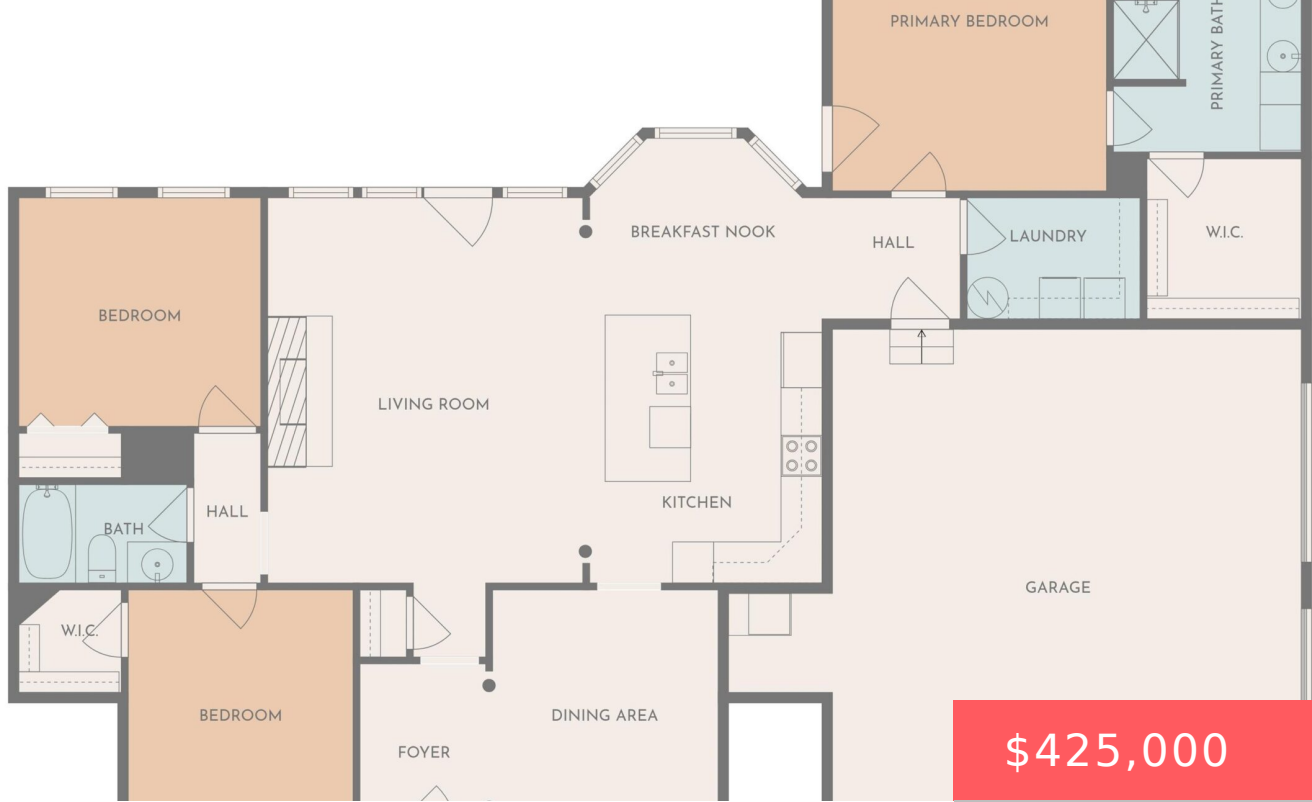 PRIMARY BEDROOM
PRIMARY BATH
BREAKFAST NOOK
HALL
LAUNDRY
W.I.C.
BEDROOM
LIVING ROOM
KITCHEN
HALL
BATH
GARAGE
W.I.C.
BEDROOM
DINING AREA
FOYER
$425,000